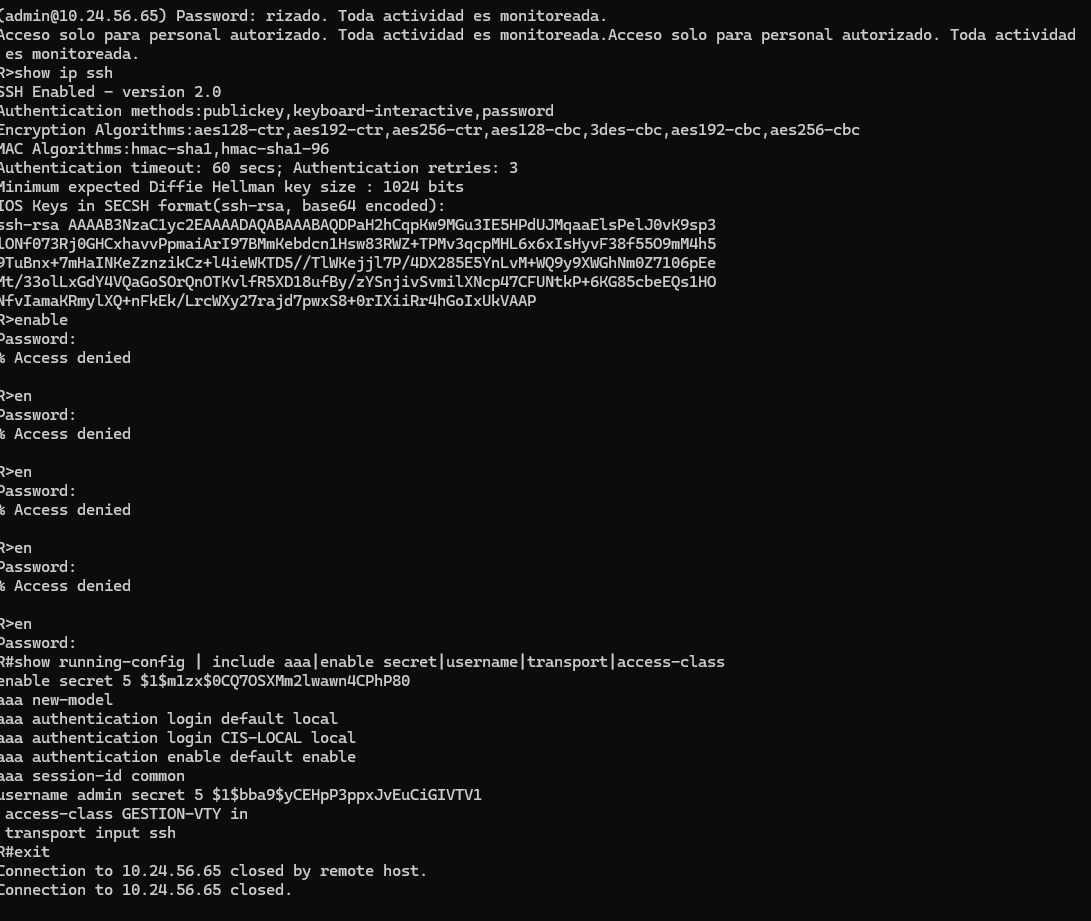 (admin@10.24.56.65) Password: rizado. Toda actividad es monitoreada.
Acceso solo para personal autorizado. Toda actividad es monitoreada.Acceso solo para personal autorizado. Toda actividad
 es monitoreada.
R>show ip ssh
SSH Enabled - version 2.0
Authentication methods:publickey,keyboard-interactive,password
Encryption Algorithms:aes128-ctr,aes192-ctr,aes256-ctr,aes128-cbc,3des-cbc,aes192-cbc,aes256-cbc
MAC Algorithms:hmac-sha1,hmac-sha1-96
Authentication timeout: 60 secs; Authentication retries: 3
Minimum expected Diffie Hellman key size : 1024 bits
IOS Keys in SECSH format(ssh-rsa, base64 encoded):
ssh-rsa AAAAB3NzaC1yc2EAAAADAQABAAABAQDPaH2hCqpKw9MGu3IE5HPdUJMqaaElsPelJ0vK9sp3
lONf073Rj0GHCxhavvPpmaiArI97BMmKebdcn1Hsw83RWZ+TPMv3qcpMHL6x6xIsHyvF38f55O9mM4h5
9TuBnx+7mHaINKeZznzikCz+l4ieWKTD5//TlWKejjl7P/4DX285E5YnLvM+WQ9y9XWGhNm0Z7106pEe
Mt/33olLxGdY4VQaGoSOrQnOTKvlfR5XD18ufBy/zYSnjivSvmilXNcp47CFUNtkP+6KG85cbeEQs1HO
NfvIamaKRmylXQ+nFkEk/LrcWXy27rajd7pwxS8+0rIXiiRr4hGoIxUkVAAP
R>enable
Password:
% Access denied

R>en
Password:
% Access denied

R>en
Password:
% Access denied

R>en
Password:
% Access denied

R>en
Password:
R#show running-config | include aaa|enable secret|username|transport|access-class
enable secret 5 $1$m1zx$0CQ7OSXMm2lwawn4CPhP80
aaa new-model
aaa authentication login default local
aaa authentication login CIS-LOCAL local
aaa authentication enable default enable
aaa session-id common
username admin secret 5 $1$bba9$yCEHpP3ppxJvEuCiGIVTV1
 access-class GESTION-VTY in
 transport input ssh
R#exit
Connection to 10.24.56.65 closed by remote host.
Connection to 10.24.56.65 closed.